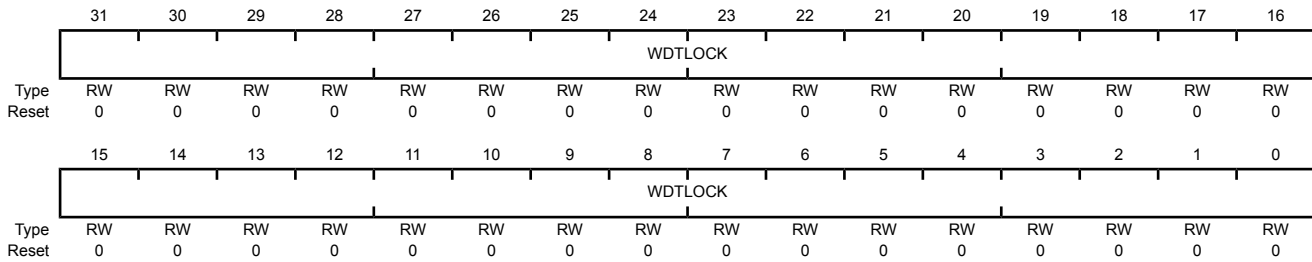 31 30 29 28 27 26 25 24 23 22 21 20 19 18 17 16
WDTLOCK
Type RW RW RW RW RW RW RW RW RW RW RW RW RW RW RW RW
Reset 0 0 0 0 0 0 0 0 0 0 0 0 0 0 0 0
15 14 13 12 11 10 9 8 7 6 5 4 3 2 1 0
WDTLOCK
Type RW RW RW RW RW RW RW RW RW RW RW RW RW RW RW RW
Reset 0 0 0 0 0 0 0 0 0 0 0 0 0 0 0 0